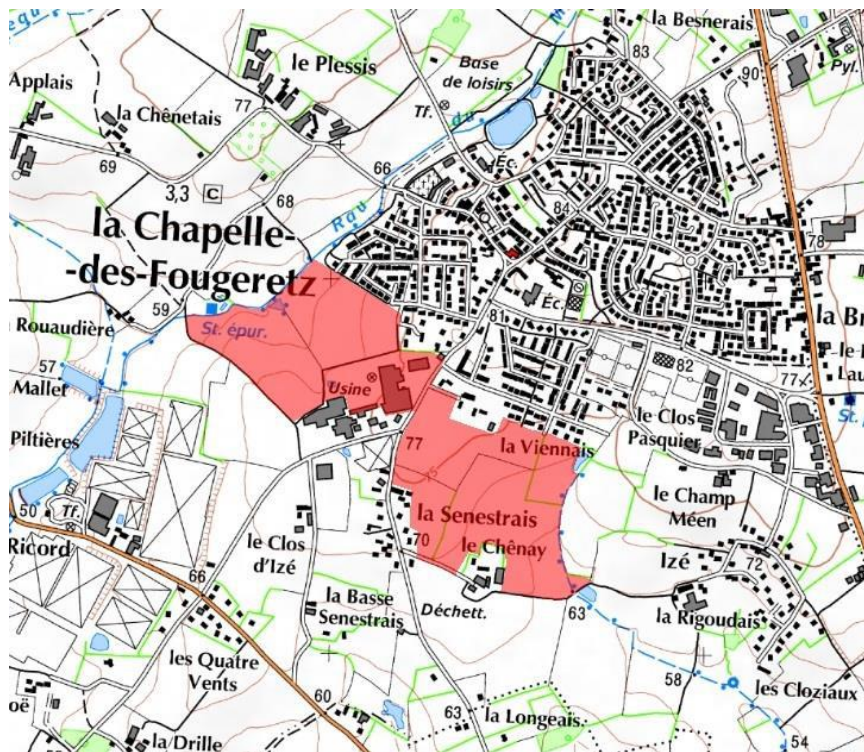 la Besnerais
83
le Plessis
Base
de loisirs
90
Pyl.
Applais
77
Tf.
la Chênetais
du
Éc.
69
66
3,3
C
68
Rau
84
la Chapelle-
-des-Fougeretz
78
59
Éc.
81
la Br
Rouaudière
St. épur.
57
82
77
Mallet
Usine
le Clos
Pasquier
Piltières
77
75
la Viennais
le Champ
Méen
50
Tf.
la Senestrais
Ricord
le Clos
d'Izé
70
le Chênay
Izé
72
66
la Basse
Senestrais
Déchett.
63
la Rigoudais
les Quatre
Vents
58
les Cloziaux
60
63
la Longeais
54
la Drille